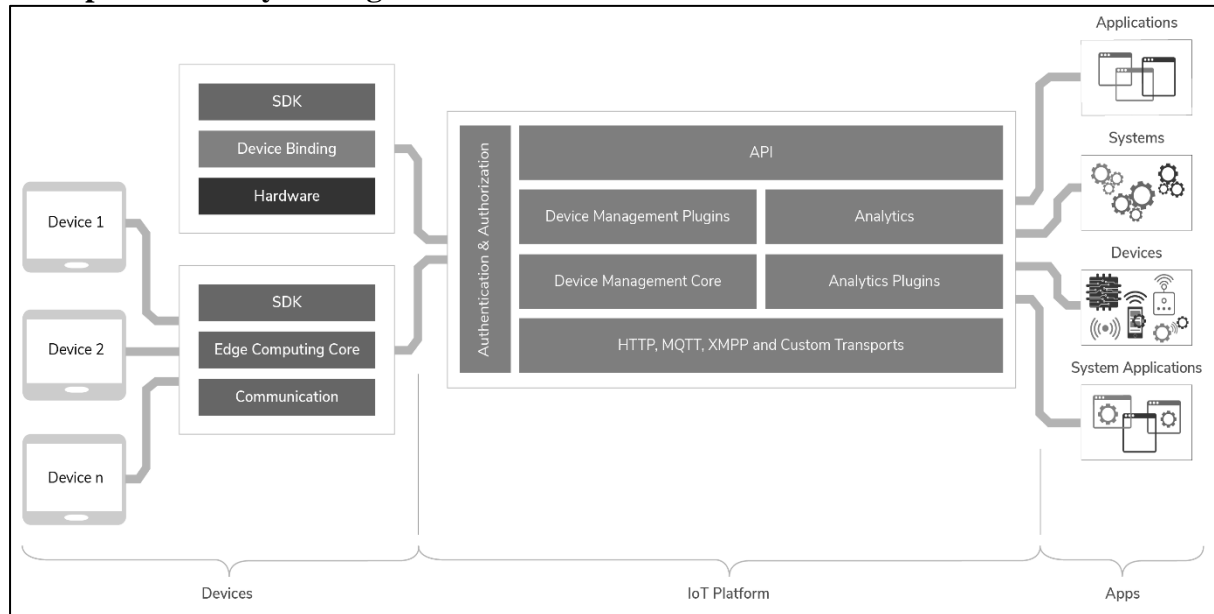 Applications
SDK
Device Binding
Hardware
Authentication & Authorization
API
Systems
Device 1
Device Management Plugins
Analytics
Devices
SDK
Device Management Core
Analytics Plugins
Device 2
Edge Computing Core
HTTP, MQTT, XMPP and Custom Transports
System Applications
Communication
Device n
Devices
IoT Platform
Apps